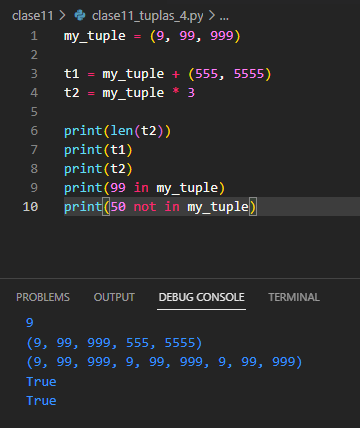 clase11 > clase11_tuplas_4.py > ...
1 my_tuple = (9, 99, 999)
2
3 t1 = my_tuple + (555, 5555)
4 t2 = my_tuple * 3
5
6 print(len(t2))
7 print(t1)
8 print(t2)
9 print(99 in my_tuple)
10 print(50 not in my_tuple)
PROBLEMS OUTPUT DEBUG CONSOLE TERMINAL
9
(9, 99, 999, 555, 5555)
(9, 99, 999, 9, 99, 999, 9, 99, 999)
True
True